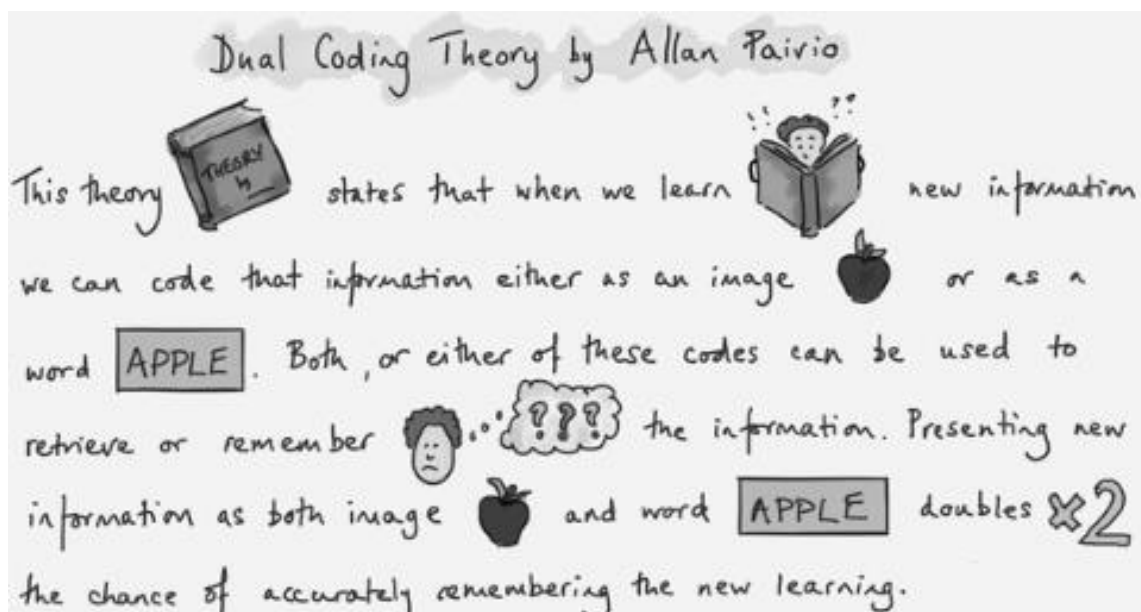 Dual Coding Theory by Allan Paivio
This theory THEORY by states that when we learn !! ?? new information
we can code that information either as an image or as a
word APPLE. Both, or either of these codes can be used to
retrieve or remember ??? the information. Presenting new
information as both image and word APPLE doubles x2
the chance of accurately remembering the new learning.